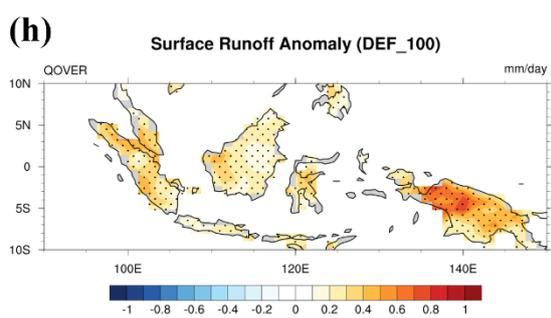 (h)
Surface Runoff Anomaly (DEF_100)
QOVER mm/day
10N
5N
0
5S
10S
100E 120E 140E
-1 -0.8 -0.6 -0.4 -0.2 0 0.2 0.4 0.6 0.8 1